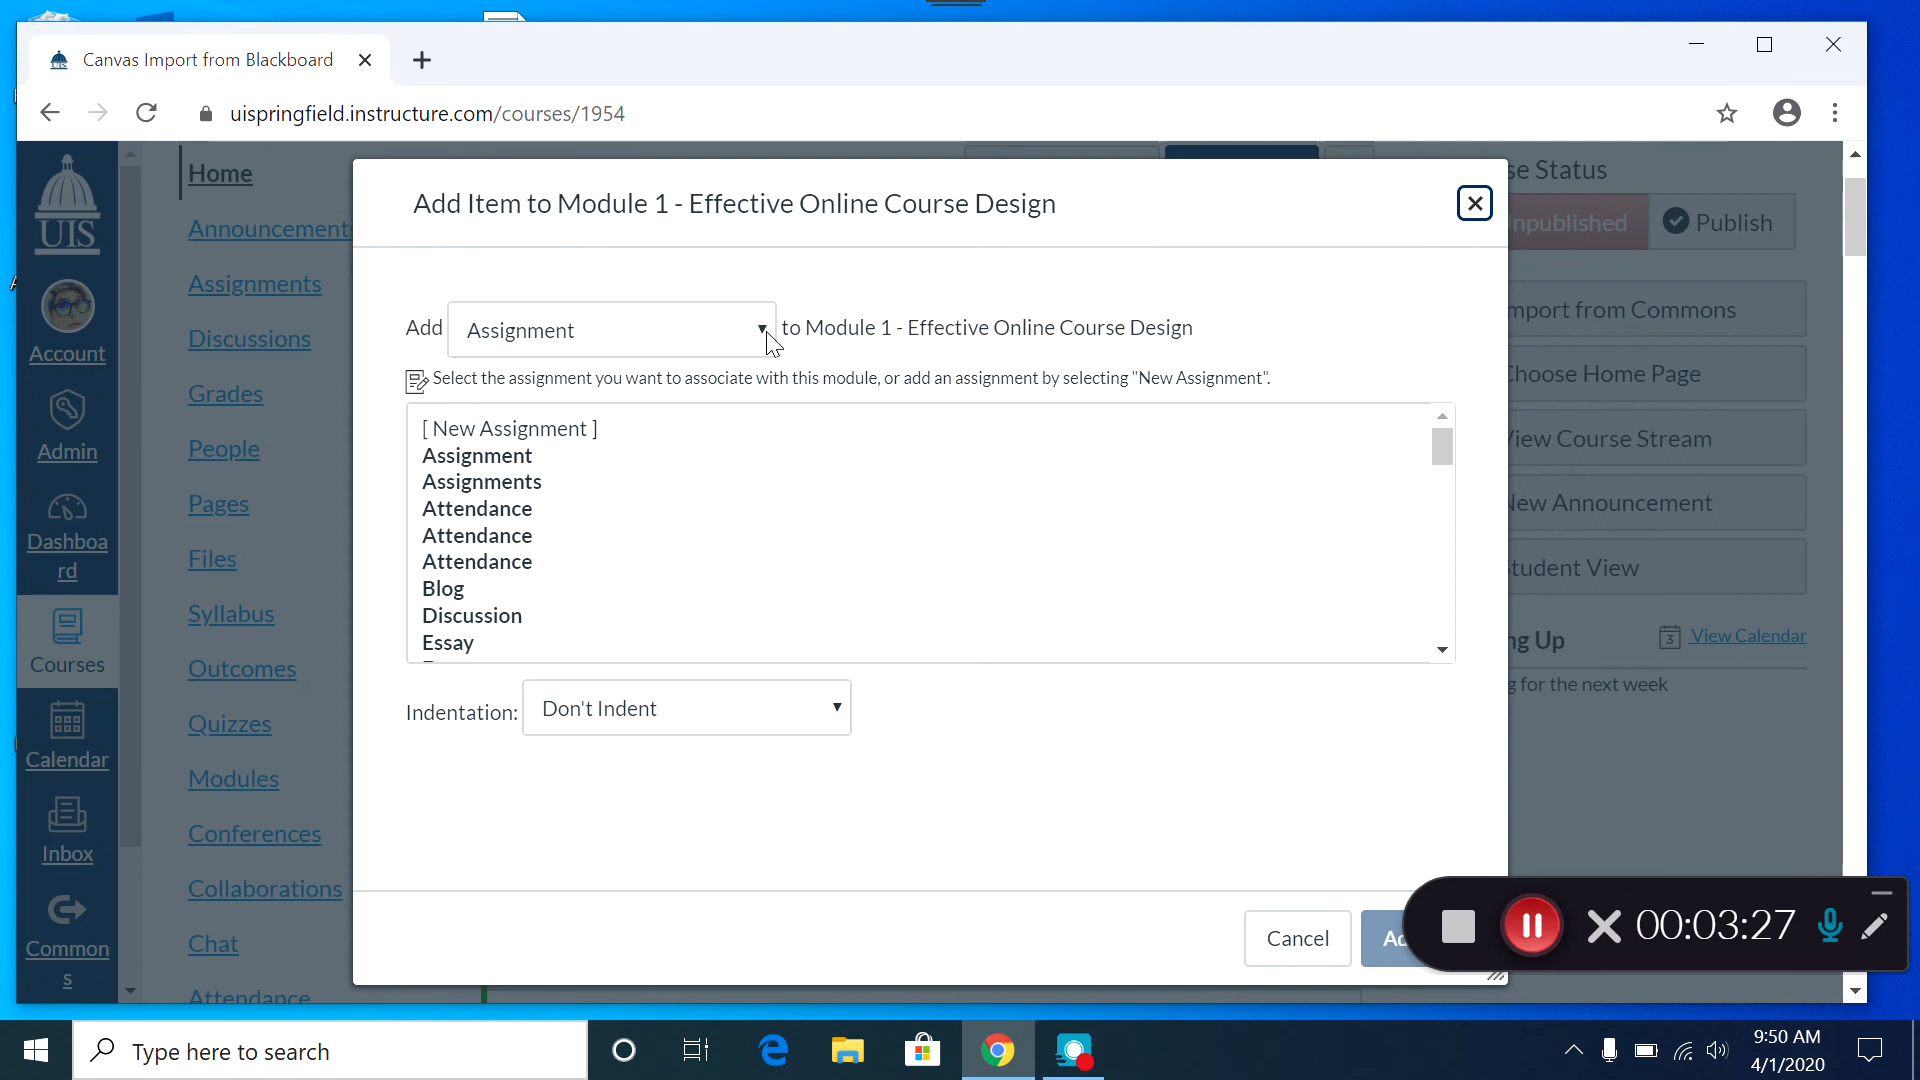 Canvas Import from Blackboard
uispringfield.instructure.com/courses/1954
UIS
Account
Admin
Dashboa
rd
Courses
Calendar
Inbox
Common
s
Home
Announcements
Assignments
Discussions
Grades
People
Pages
Files
Syllabus
Outcomes
Quizzes
Modules
Conferences
Collaborations
Chat
Attendance
Add Item to Module 1 - Effective Online Course Design
Add Assignment to Module 1 - Effective Online Course Design
Select the assignment you want to associate with this module, or add an assignment by selecting "New Assignment".
[ New Assignment ]
Assignment
Assignments
Attendance
Attendance
Attendance
Blog
Discussion
Essay
Indentation: Don't Indent
Cancel
se Status
npublished
Publish
mport from Commons
Choose Home Page
View Course Stream
New Announcement
Student View
ng Up
3 View Calendar
g for the next week
00:03:27
Type here to search
9:50 AM
4/1/2020